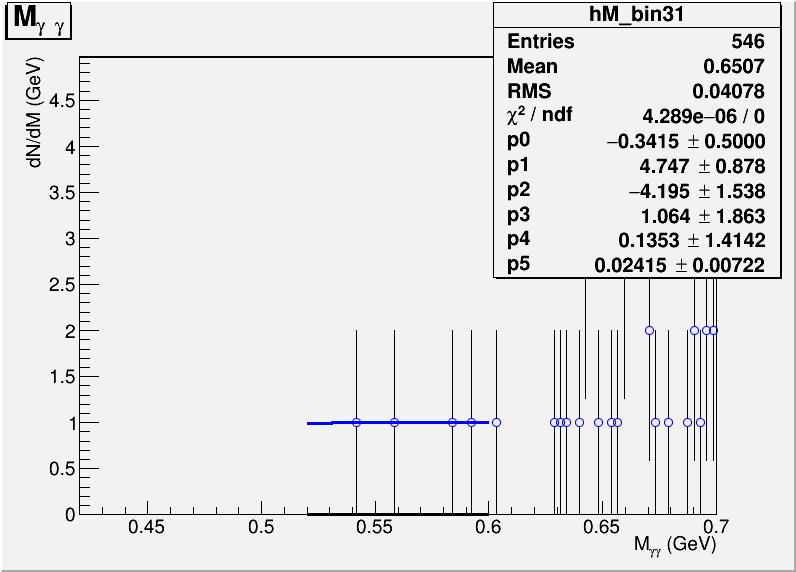 M γ γ
hM_bin31
Entries 546
Mean 0.6507
RMS 0.04078
χ² / ndf 4.289e−06 / 0
p0 −0.3415 ± 0.5000
p1 4.747 ± 0.878
p2 −4.195 ± 1.538
p3 1.064 ± 1.863
p4 0.1353 ± 1.4142
p5 0.02415 ± 0.00722
dN/dM (GeV)
4.5
4
3.5
3
2.5
2
1.5
1
0.5
0
0.45 0.5 0.55 0.6 0.65 0.7
Mγγ (GeV)